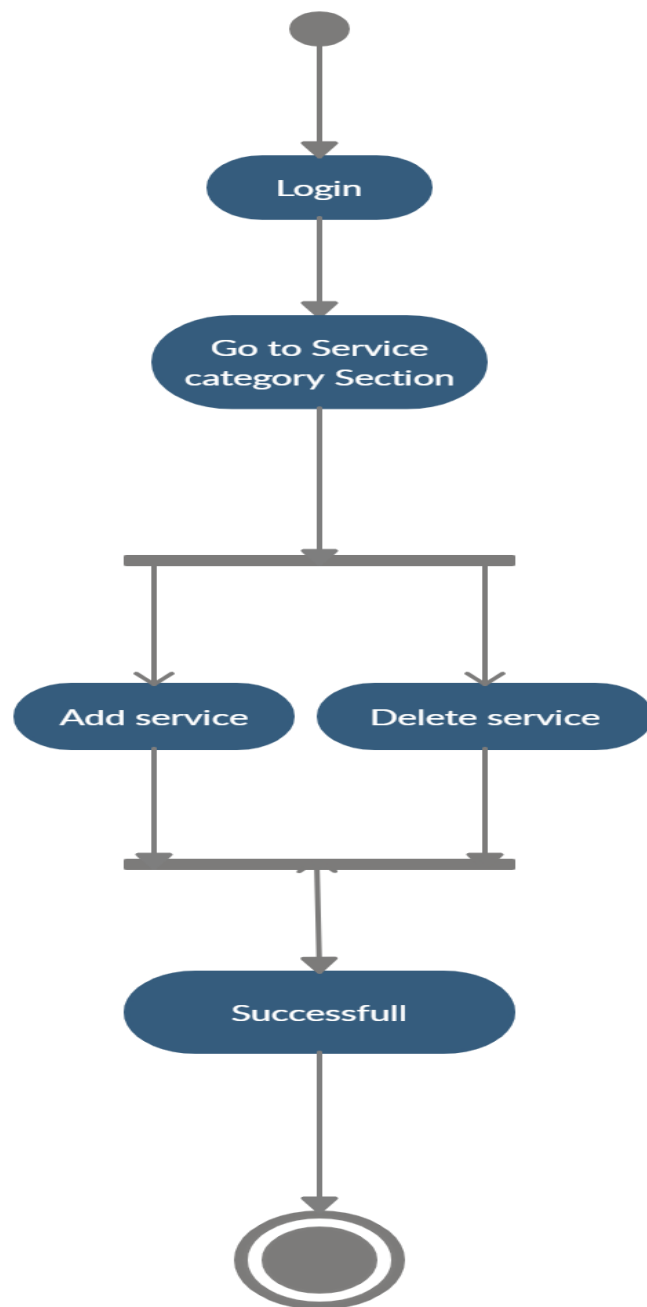 Login
Go to Service
category Section
Add service
Delete service
Successfull